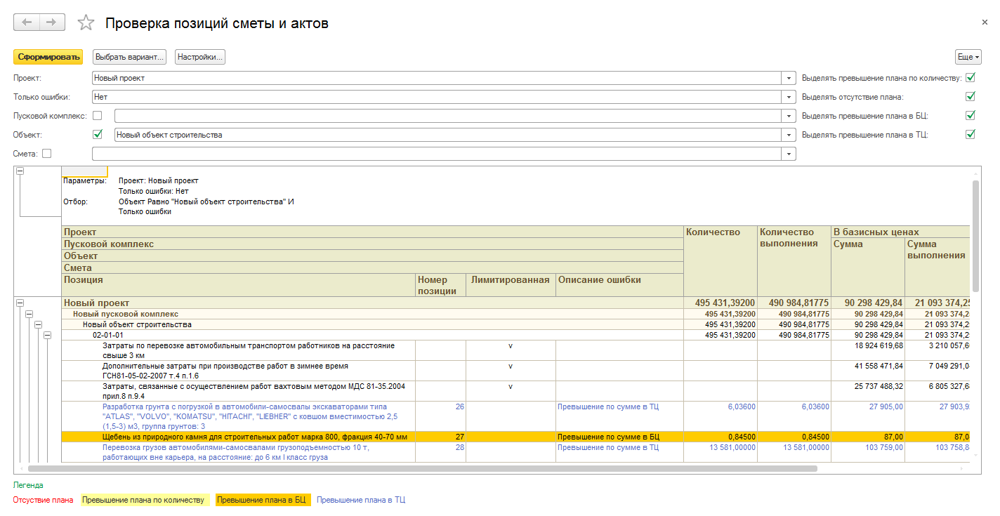 Проверка позиций сметы и актов
Сформировать Выбрать вариант... Настройки... Еще
Проект: Новый проект Выделять превышение плана по количеству:
Только ошибки: Нет Выделять отсутствие плана:
Пусковой комплекс: Выделять превышение плана в БЦ:
Объект: Новый объект строительства Выделять превышение плана в ТЦ:
Смета:
Параметры: Проект: Новый проект
Только ошибки: Нет
Отбор: Объект Равно "Новый объект строительства" И
Только ошибки
Проект Количество Количество В базисных ценах
Пусковой комплекс выполнения Сумма Сумма
Объект выполнения
Смета
Позиция Номер Лимитированная Описание ошибки
позиции
Новый проект 495 431,39200 490 984,81775 90 298 429,84 21 093 374,25
Новый пусковой комплекс 495 431,39200 490 984,81775 90 298 429,84 21 093 374,2
Новый объект строительства 495 431,39200 490 984,81775 90 298 429,84 21 093 374,2
02-01-01 495 431,39200 490 984,81775 90 298 429,84 21 093 374,2
Затраты по перевозке автомобильным транспортом работников на расстояние v 18 924 619,68 3 210 057,6
свыше 3 км
Дополнительные затраты при производстве работ в зимнее время v 41 558 471,84 7 049 291,0
ГСН81-05-02-2007 т.4 п.1.6
Затраты, связанные с осуществлением работ вахтовым методом МДС 81-35.2004 v 25 737 488,32 6 805 327,6
прил.8 п.9.4
Разработка грунта с погрузкой в автомобили-самосвалы экскаваторами типа 26 Превышение по сумме в ТЦ 6,03600 6,03600 27 905,00 27 903,9
"ATLAS", "VOLVO", "KOMATSU", "HITACHI", "LIEBHER" с ковшом вместимостью 2,5
(1,5-3) м3, группа грунтов: 3
Щебень из природного камня для строительных работ марка 800, фракция 40-70 мм 27 Превышение по сумме в БЦ 0,84500 0,84500 87,00 87,0
Перевозка грузов автомобилями-самосвалами грузоподъемностью 10 т, 28 Превышение по сумме в ТЦ 13 581,00000 13 581,00000 103 759,00 103 758,8
работающих вне карьера, на расстояние: до 6 км I класс груза
Легенда
Отсуствие плана Превышение плана по количеству Превышение плана в БЦ Превышение плана в ТЦ